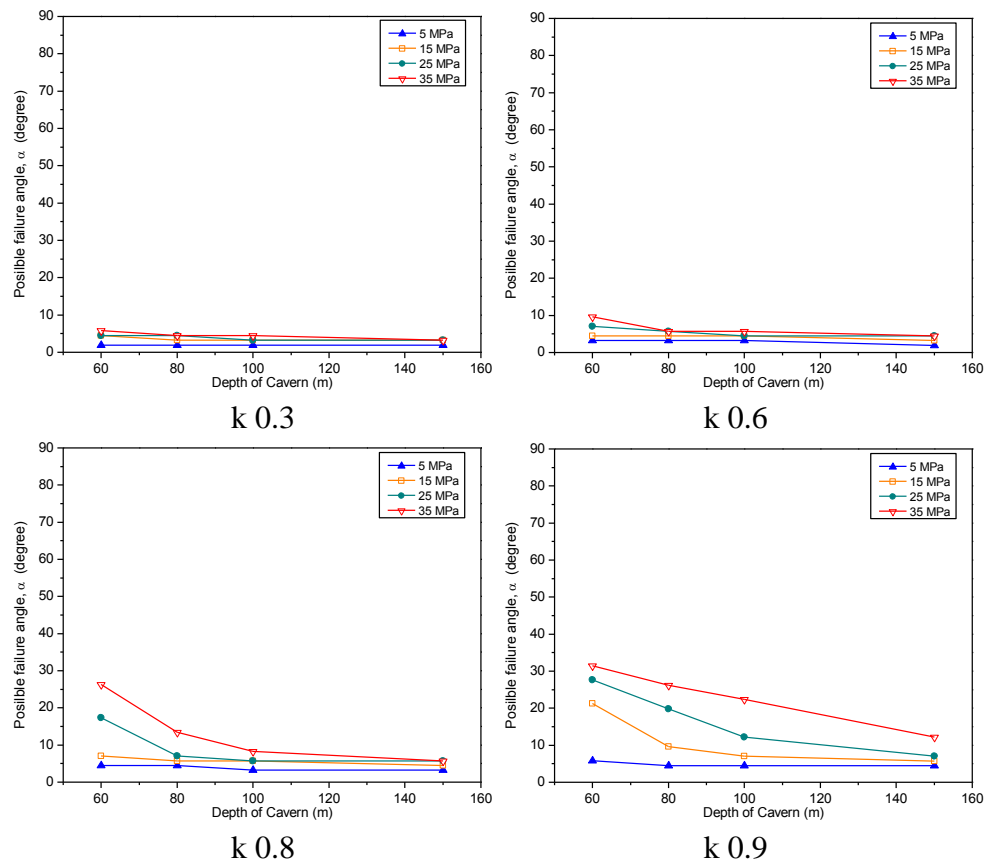 90
80
70
60
50
40
30
20
10
0
Posilble failure angle, α (degree)
5 MPa
15 MPa
25 MPa
35 MPa
60 80 100 120 140 160
Depth of Cavern (m)
k 0.3
90
80
70
60
50
40
30
20
10
0
Posilble failure angle, α (degree)
5 MPa
15 MPa
25 MPa
35 MPa
60 80 100 120 140 160
Depth of Cavern (m)
k 0.6
90
80
70
60
50
40
30
20
10
0
Posilble failure angle, α (degree)
5 MPa
15 MPa
25 MPa
35 MPa
60 80 100 120 140 160
Depth of Cavern (m)
k 0.8
90
80
70
60
50
40
30
20
10
0
Posilble failure angle, α (degree)
5 MPa
15 MPa
25 MPa
35 MPa
60 80 100 120 140 160
Depth of Cavern (m)
k 0.9